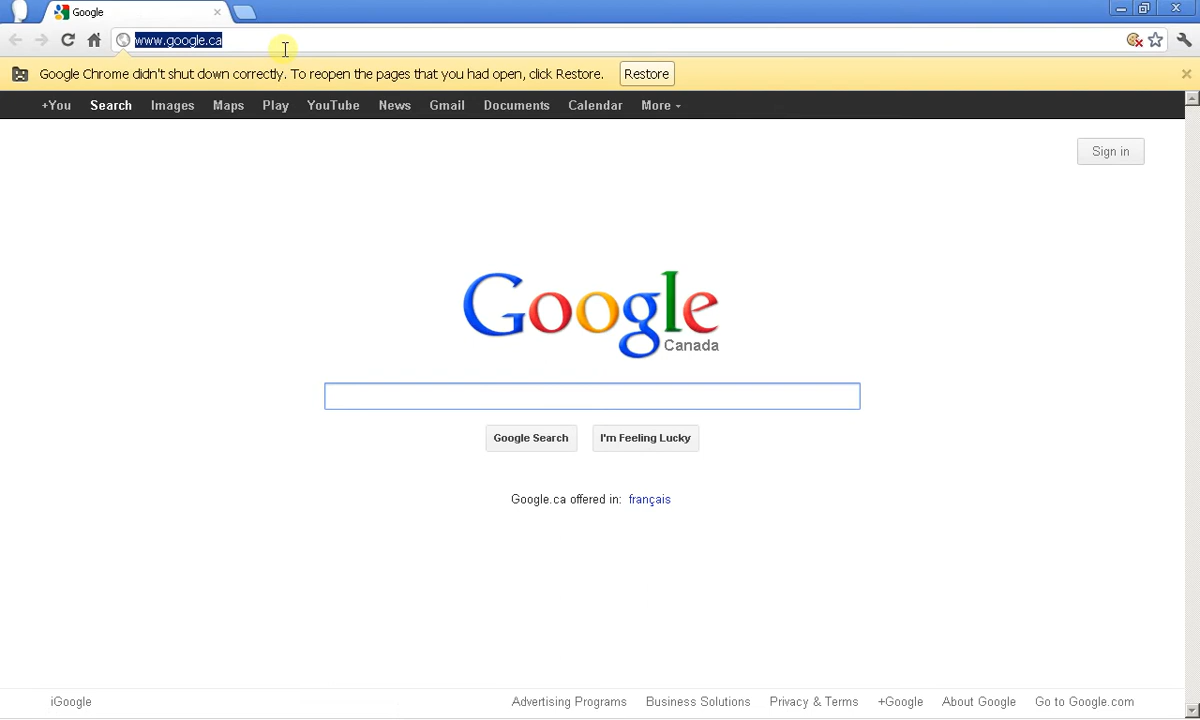 Google
www.google.ca
Google Chrome didn't shut down correctly. To reopen the pages that you had open, click Restore. Restore
+You Search Images Maps Play YouTube News Gmail Documents Calendar More
Sign in
Google
Canada
Google Search I'm Feeling Lucky
Google.ca offered in: français
iGoogle Advertising Programs Business Solutions Privacy & Terms +Google About Google Go to Google.com